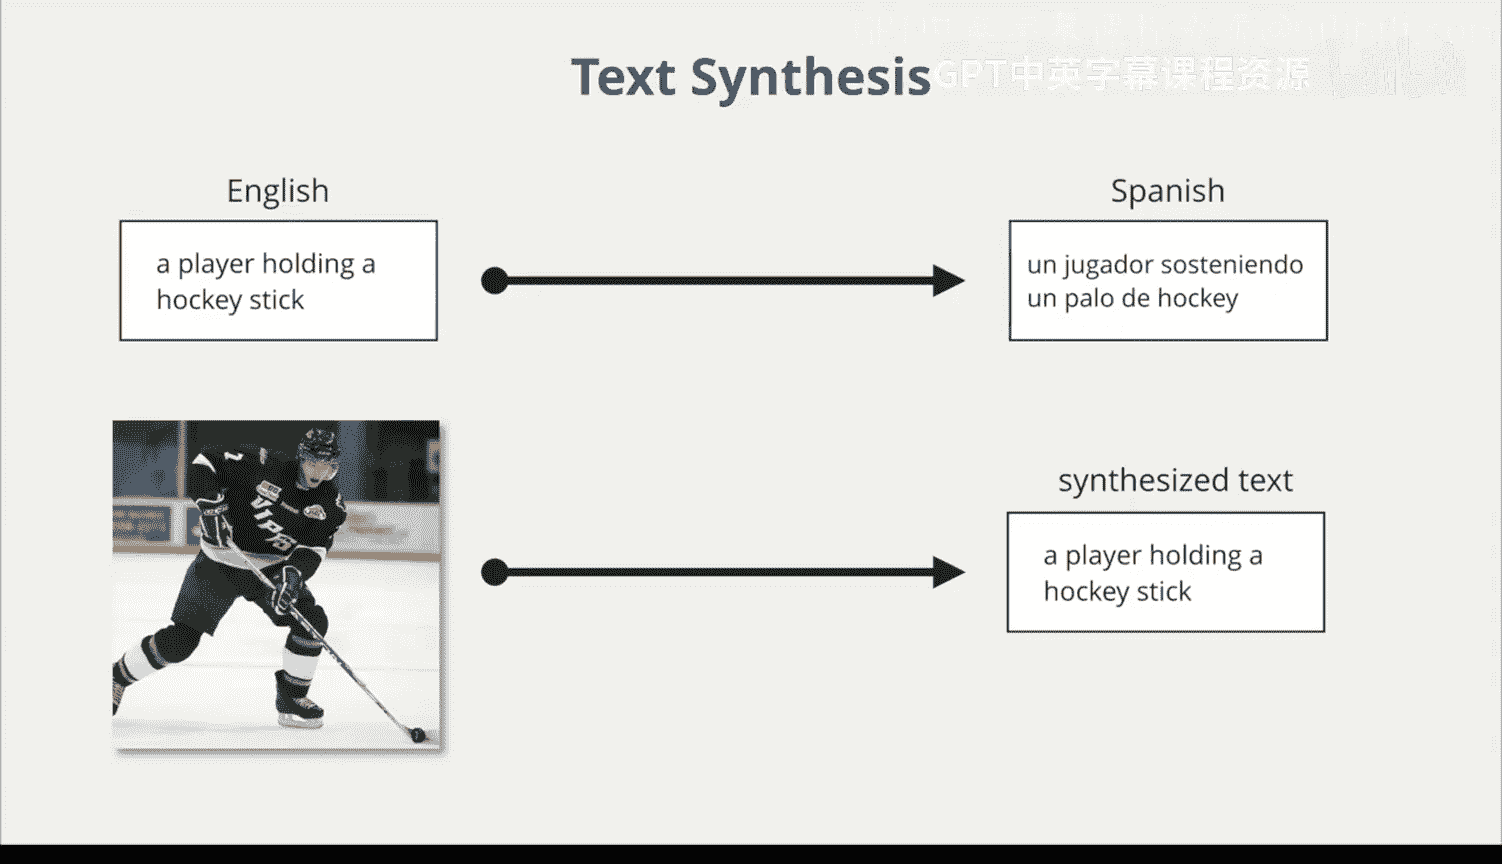 Text Synthesis
GPT中英字幕课程资源
English
Spanish
a player holding a
hockey stick
un jugador sosteniendo
un palo de hockey
synthesized text
a player holding a
hockey stick